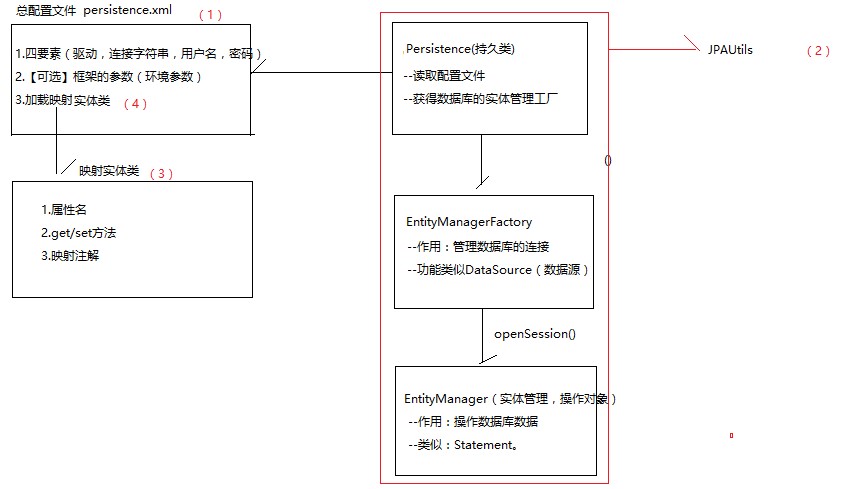 总配置文件 persistence.xml
（1）
1.四要素（驱动，连接字符串，用户名，密码）
2.【可选】框架的参数（环境参数）
3.加载映射实体类
（4）
映射实体类
（3）
1.属性名
2.get/set方法
3.映射注解
Persistence(持久类)
--读取配置文件
--获得数据库的实体管理工厂
JPAUtils
（2）
()
EntityManagerFactory
--作用：管理数据库的连接
--功能类似DataSource（数据源）
openSession()
EntityManager（实体管理，操作对象）
--作用：操作数据库数据
--类似：Statement。